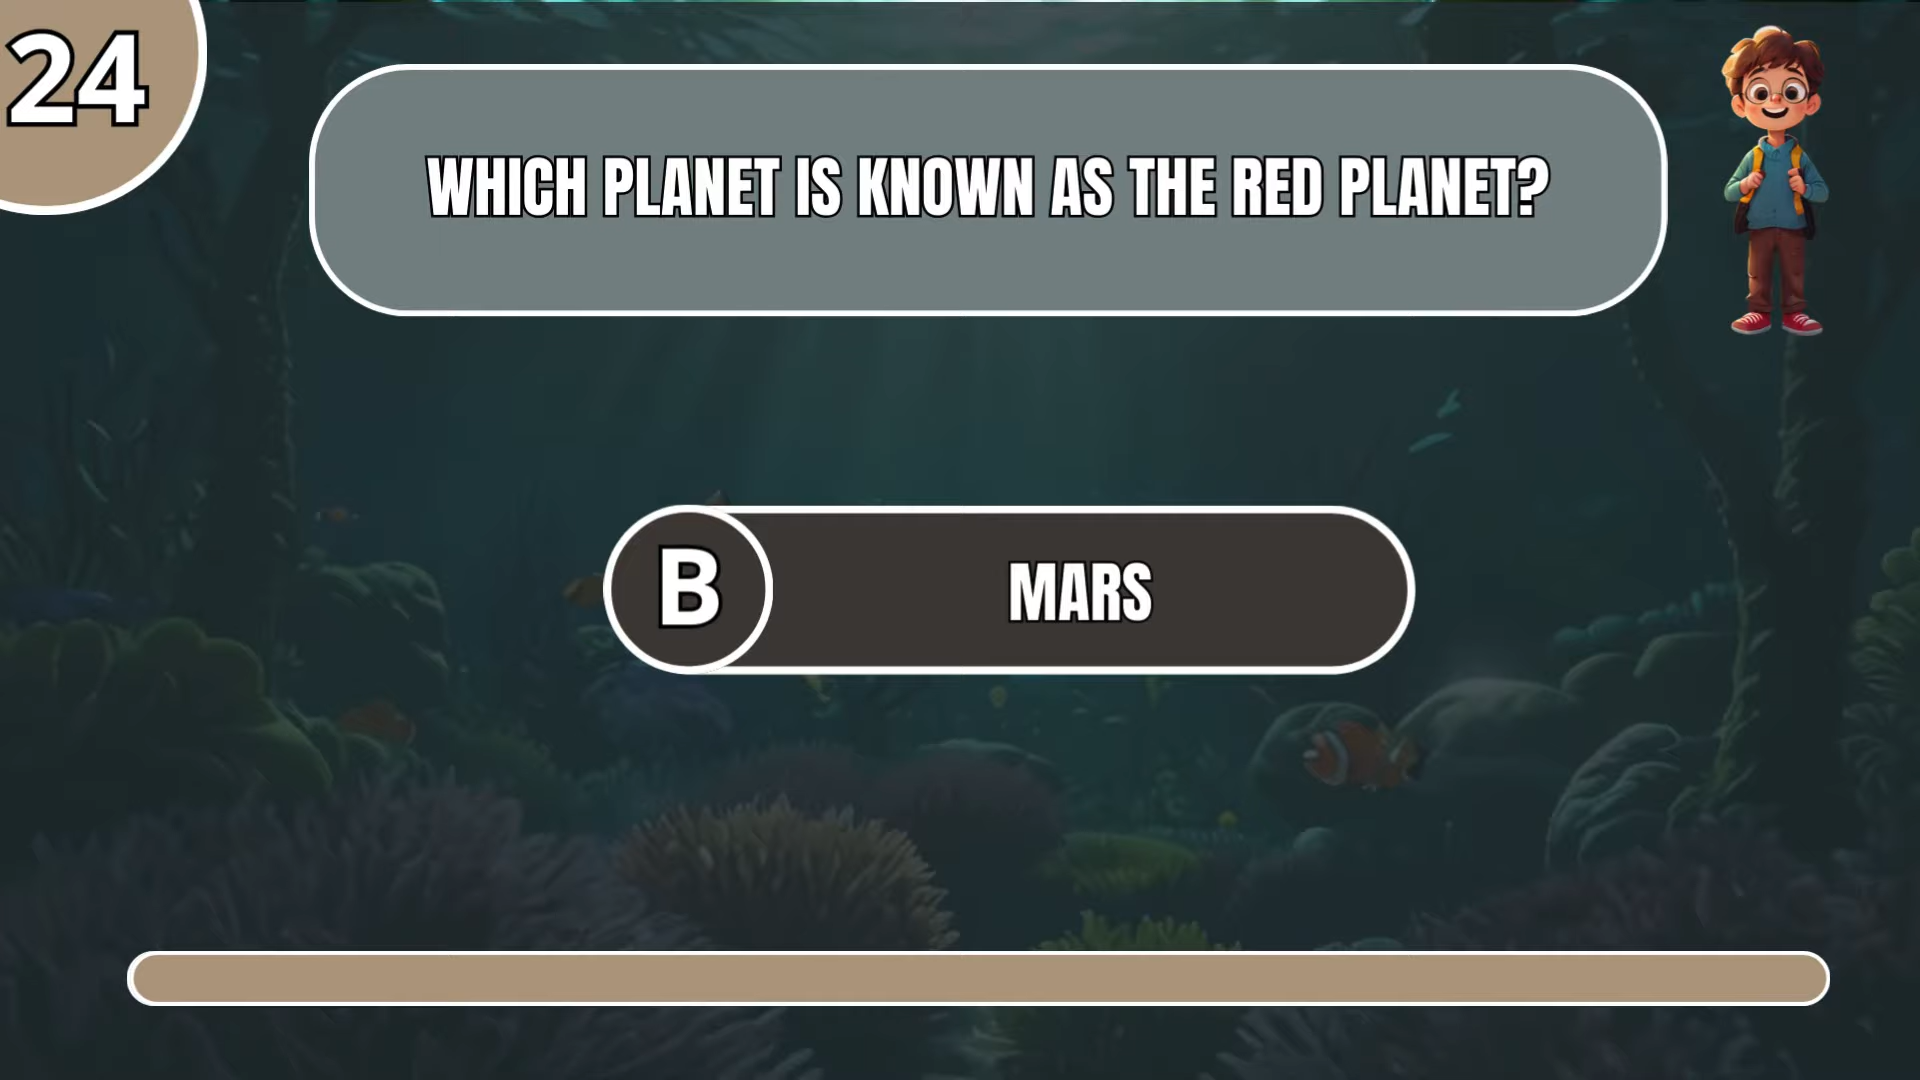 24
WHICH PLANET IS KNOWN AS THE RED PLANET?
B
MARS